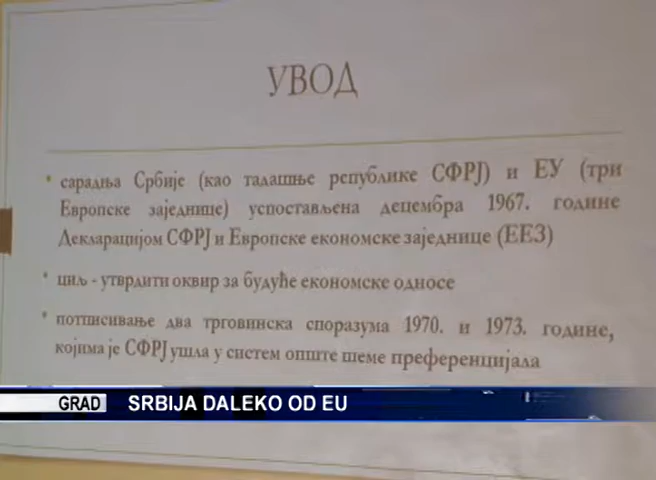 УВОД
• сарадња Србије (као тадашње републике СФРЈ) и ЕУ (три
Европске заједнице) успостављена децембра 1967. године
Декларацијом СФРЈ и Европске економске заједнице (ЕЕЗ)
• циљ - утврдити оквир за будуће економске односе
• потписивање два трговинска споразума 1970. и 1973. године,
којима је СФРЈ ушла у систем опште шеме преференцијала
GRAD SRBIJA DALEKO OD EU